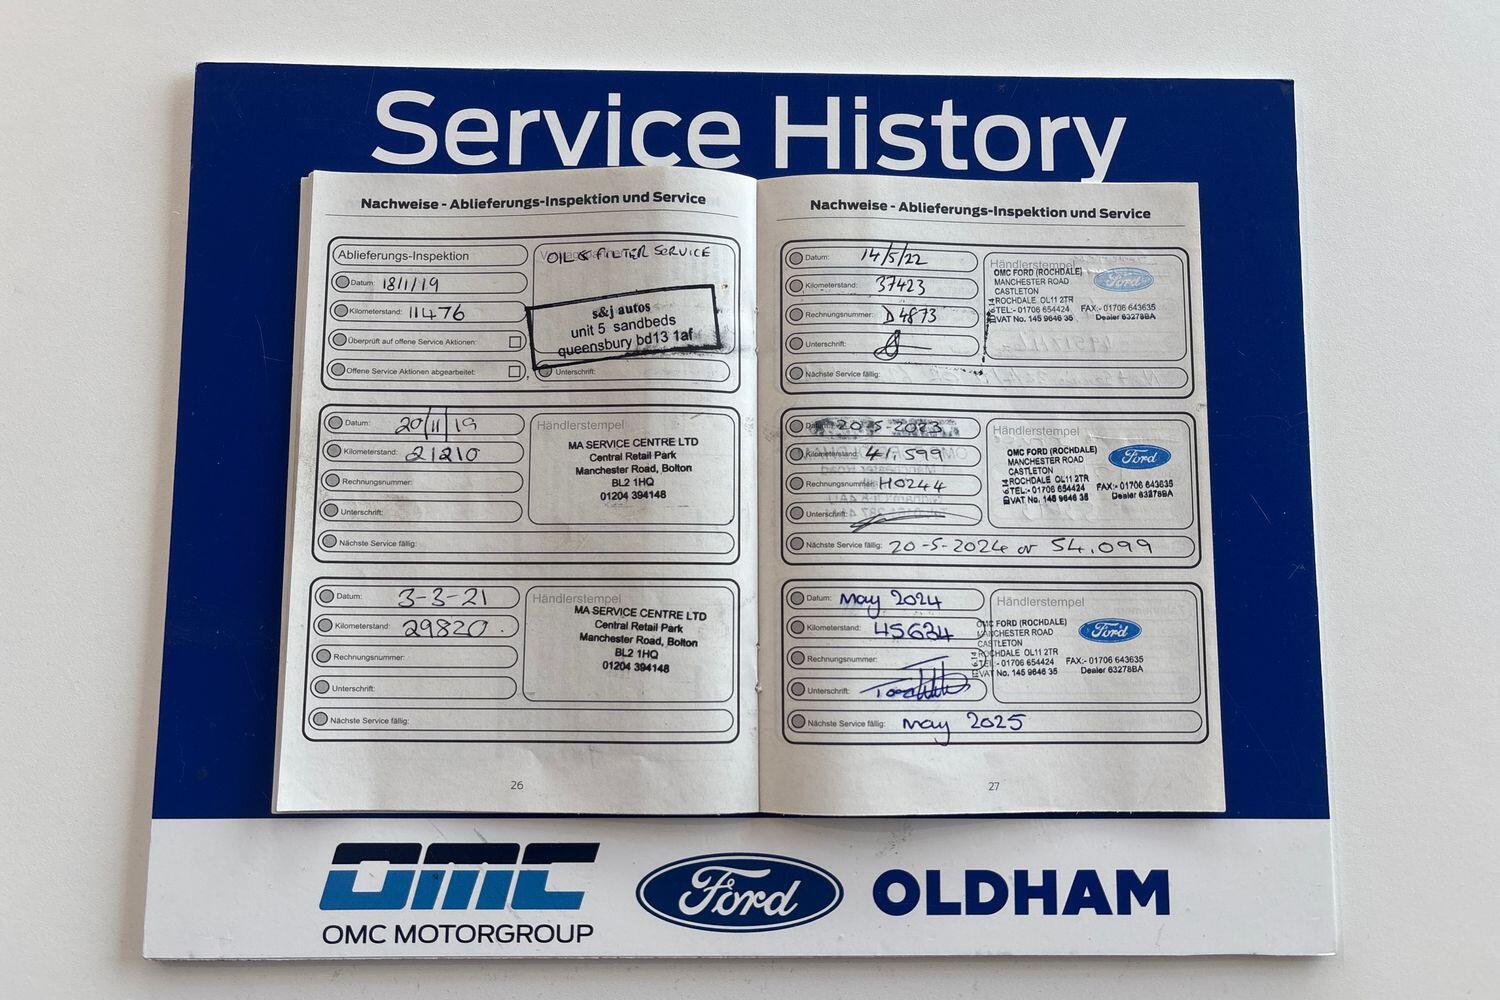 Service History
Nachweise - Ablieferungs-Inspektion und Service
Ablieferungs-Inspektion
Datum: 18/1/19
Kilometerstand: 11476
Überprüft auf offene Service Aktionen:
Offene Service Aktionen abgearbeitet:
OIL & FILTER SERVICE
s&j autos
unit 5 sandbeds
queensbury bd13 1af
Unterschrift:
Datum: 20/11/19
Kilometerstand: 21210
Rechnungsnummer:
Unterschrift:
Nächste Service fällig:
Händlerstempel
MA SERVICE CENTRE LTD
Central Retail Park
Manchester Road, Bolton
BL2 1HQ
01204 394148
Datum: 3-3-21
Kilometerstand: 29820
Rechnungsnummer:
Unterschrift:
Nächste Service fällig:
Händlerstempel
MA SERVICE CENTRE LTD
Central Retail Park
Manchester Road, Bolton
BL2 1HQ
01204 394148
26
Nachweise - Ablieferungs-Inspektion und Service
Datum: 14/5/22
Kilometerstand: 37423
Rechnungsnummer: D4873
Unterschrift:
Nächste Service fällig:
Händlerstempel
OMC FORD (ROCHDALE)
MANCHESTER ROAD
CASTLETON
ROCHDALE OL11 2TR
TEL:- 01706 654424 FAX:- 01706 643635
VAT No. 145 9646 35 Dealer 63278BA
Ford
Datum: 20-5-2023
Kilometerstand: 41,599
Rechnungsnummer: H0244
Unterschrift:
Nächste Service fällig: 20-5-2024 or 54,099
Händlerstempel
OMC FORD (ROCHDALE)
MANCHESTER ROAD
CASTLETON
ROCHDALE OL11 2TR
TEL:- 01706 654424 FAX:- 01706 643635
VAT No. 145 9646 35 Dealer 63278BA
Ford
Datum: May 2024
Kilometerstand: 45634
Rechnungsnummer:
Unterschrift:
Nächste Service fällig: May 2025
Händlerstempel
OMC FORD (ROCHDALE)
MANCHESTER ROAD
CASTLETON
ROCHDALE OL11 2TR
TEL:- 01706 654424 FAX:- 01706 643635
VAT No. 145 9646 35 Dealer 63278BA
Ford
27
OMC
OMC MOTORGROUP
Ford
OLDHAM